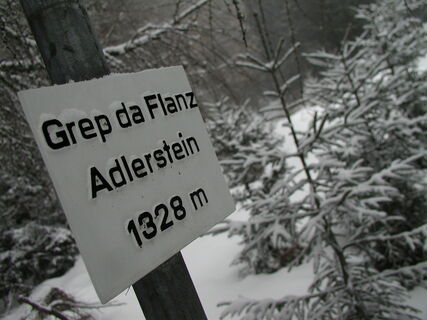 Grep da Flanz
Adlerstein
1328 m